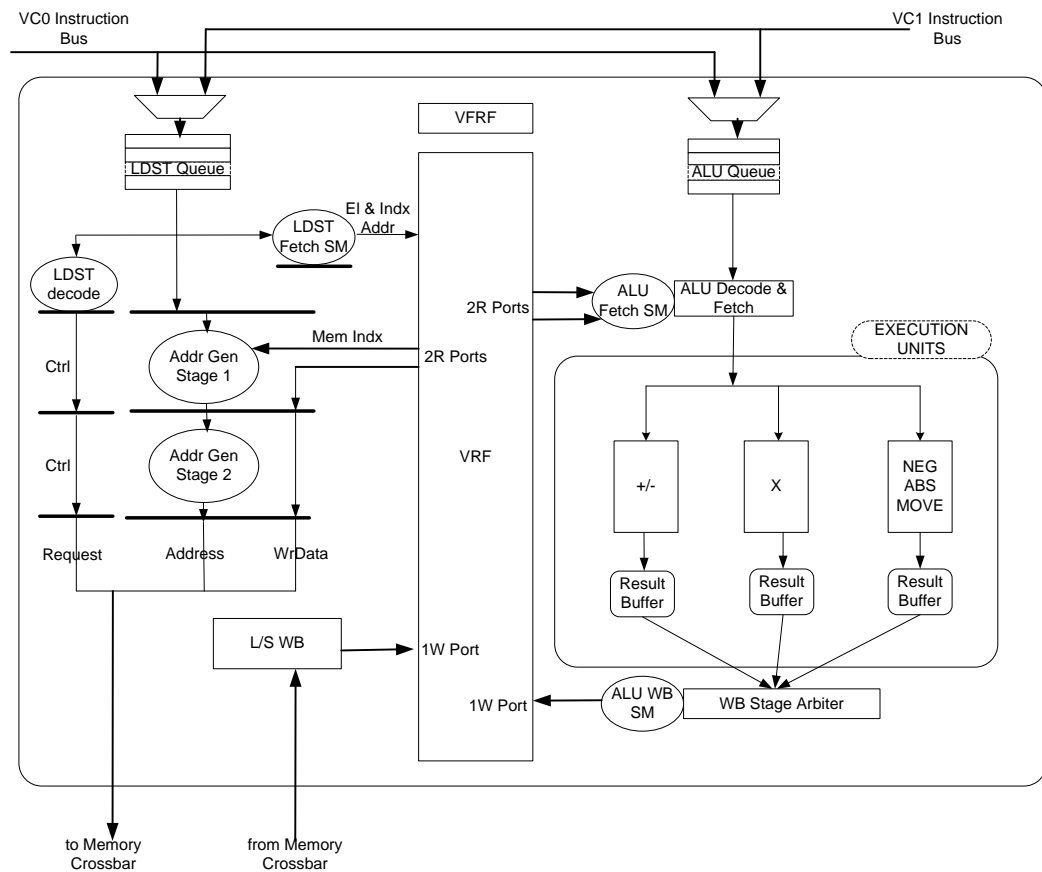 VC0 Instruction
Bus
VC1 Instruction
Bus
VFRF
LDST Queue
ALU Queue
El & Indx
Addr
LDST
Fetch SM
LDST
decode
ALU
Fetch SM
ALU Decode &
Fetch
2R Ports
EXECUTION
UNITS
Mem Indx
2R Ports
Ctrl
Addr Gen
Stage 1
Ctrl
Addr Gen
Stage 2
VRF
+/-
X
NEG
ABS
MOVE
Request
Address
WrData
Result
Buffer
Result
Buffer
Result
Buffer
L/S WB
1W Port
1W Port
ALU WB
SM
WB Stage Arbiter
to Memory
Crossbar
from Memory
Crossbar